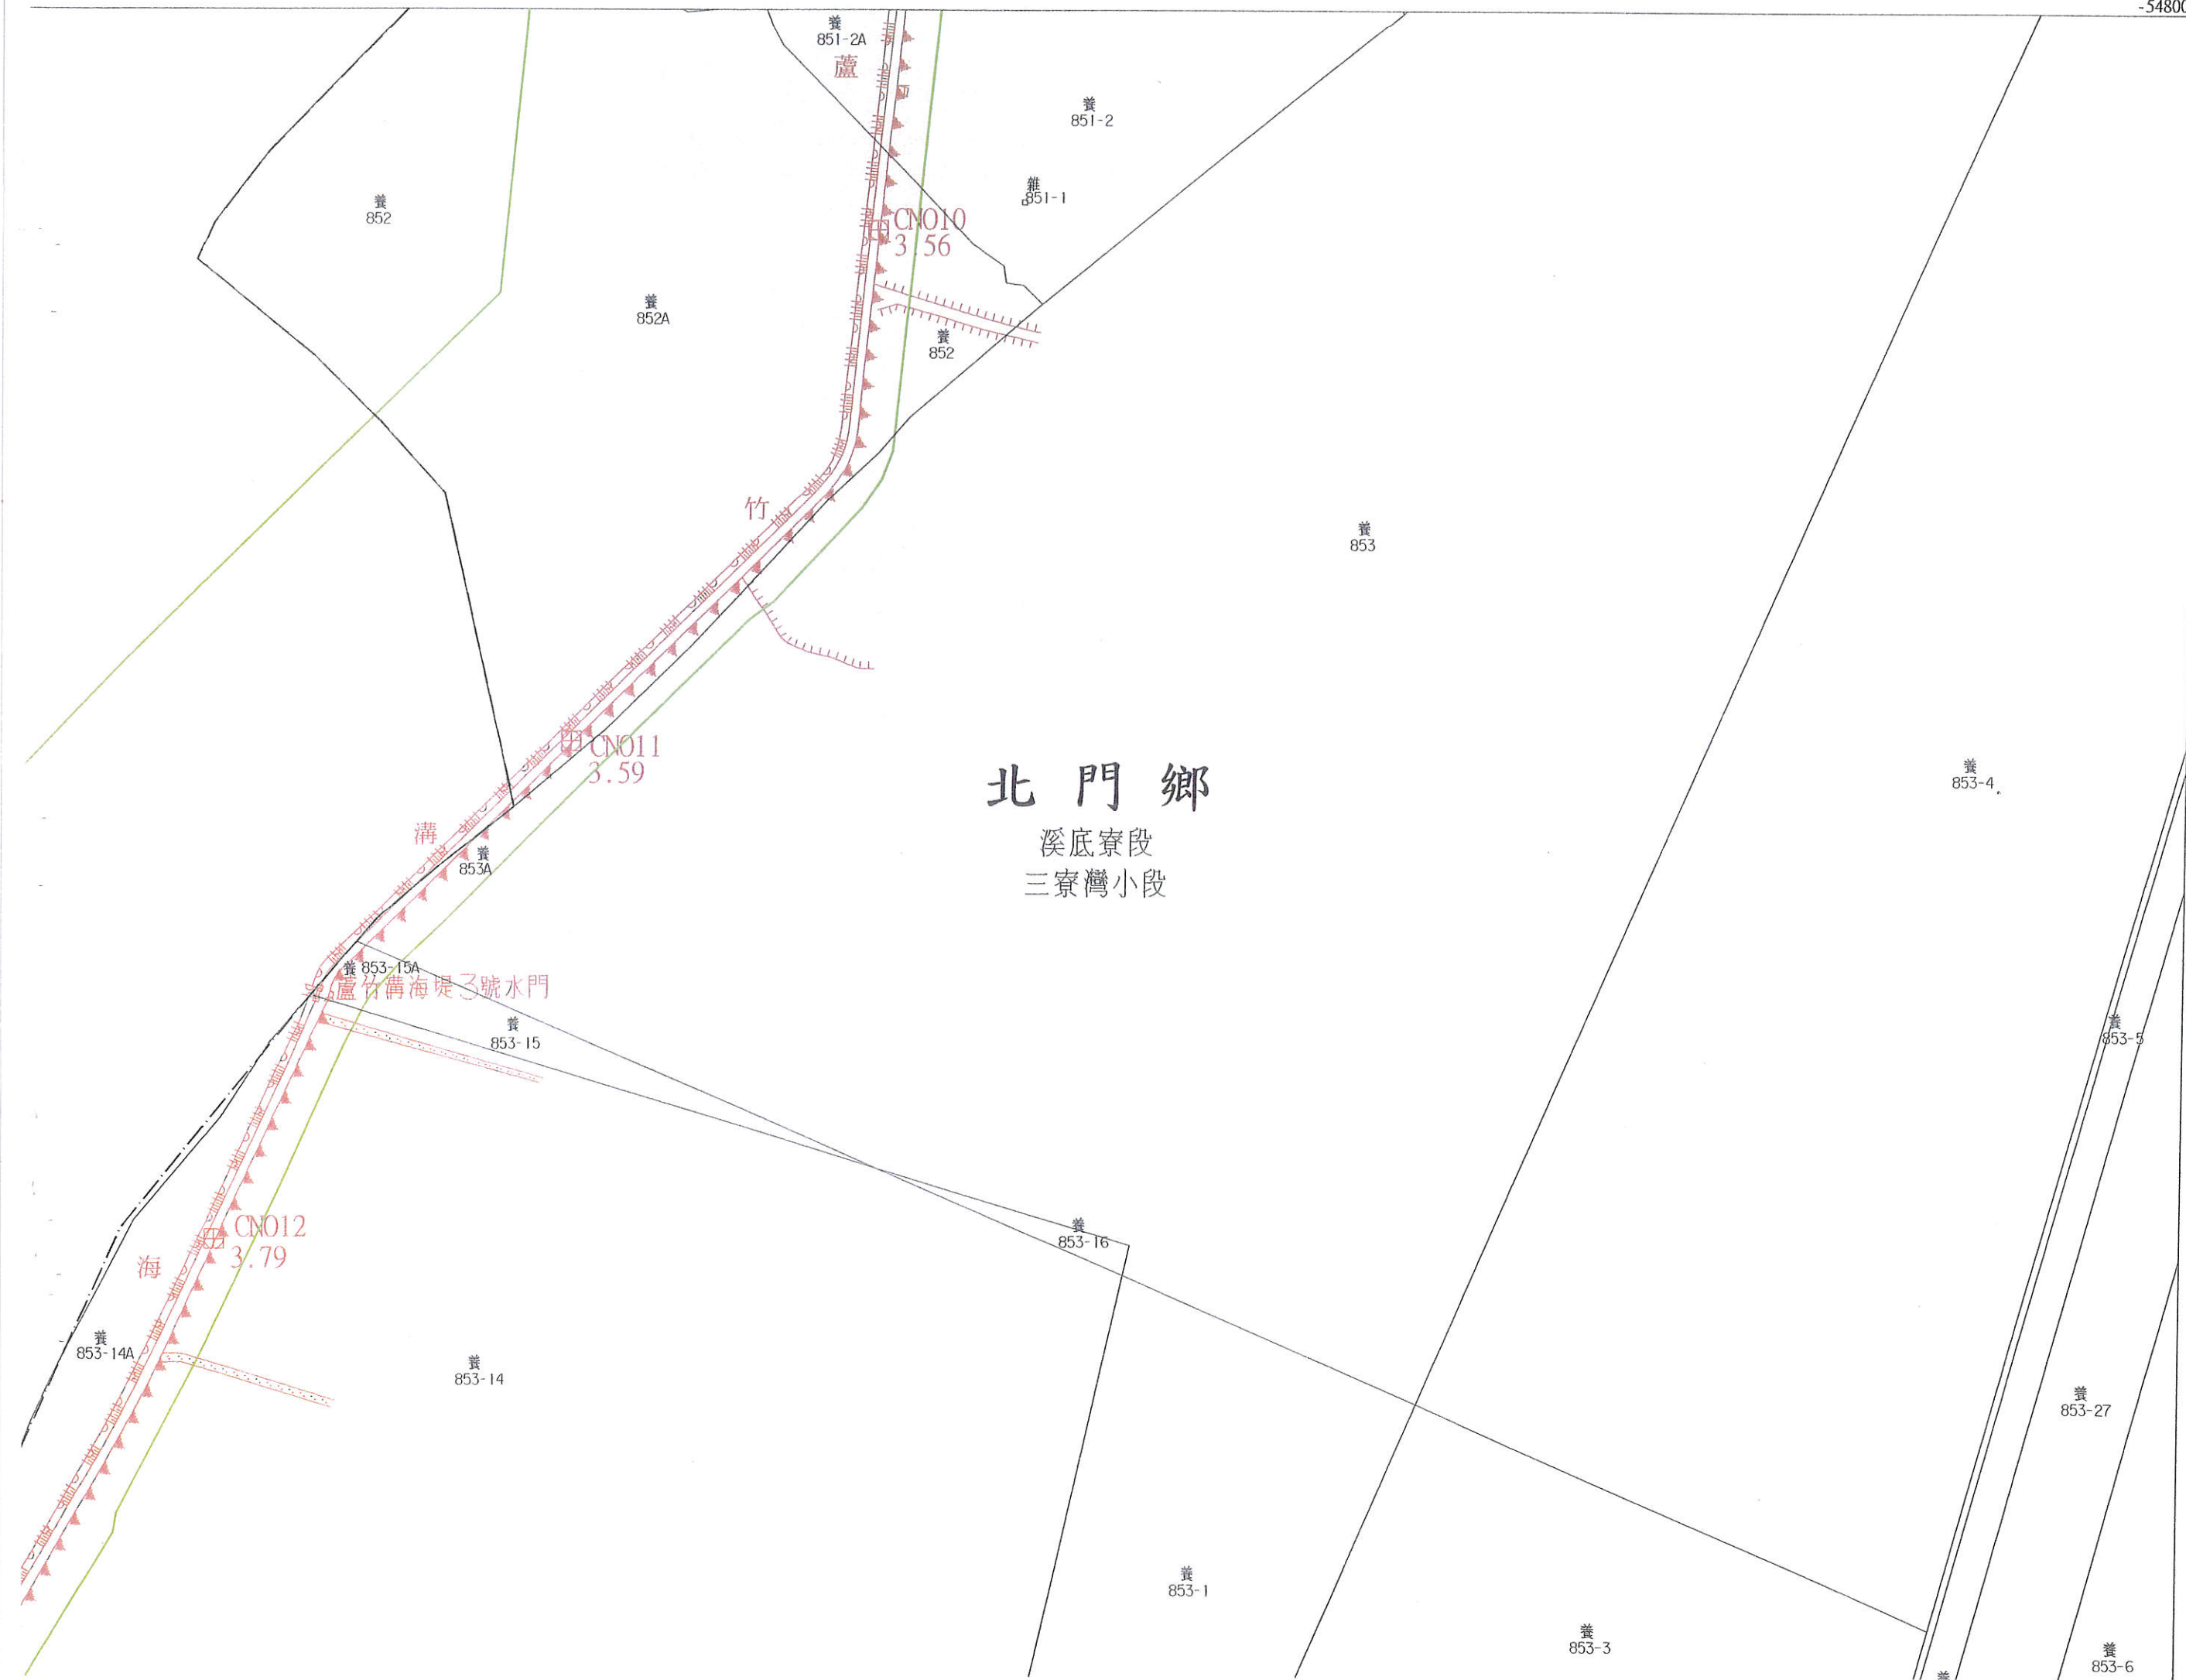 -54800
養
851-2A
蘆
養
851-2
雜
851-1
養
852
CNO10
3.56
養
852A
養
852
竹
養
853
CNO11
3.59
北門鄉
溪底寮段
三寮灣小段
養
853-4
溝
養
853A
養 853-15A
蘆竹溝海堤3號水門
養
853-15
養
853-5
CNO12
3.79
海
養
853-16
養
853-14A
養
853-14
養
853-27
養
853-1
養
853-3
養
853-6
養